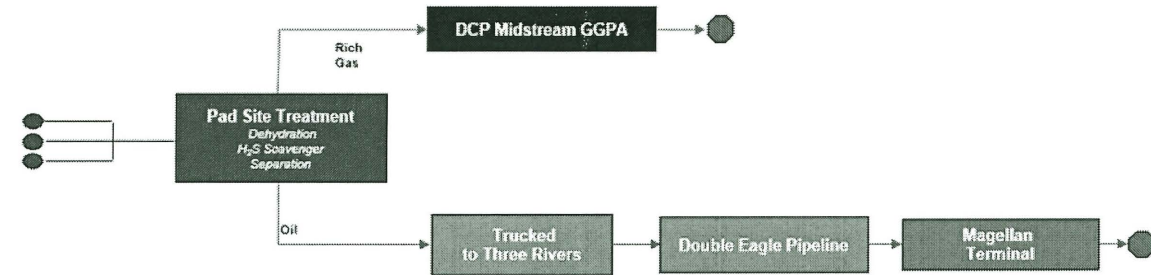 DCP Midstream GGPA
Rich
Gas
Pad Site Treatment
Dehydration
H₂S Scavenger
Separation
Oil
Trucked
to Three Rivers
Double Eagle Pipeline
Magellan
Terminal